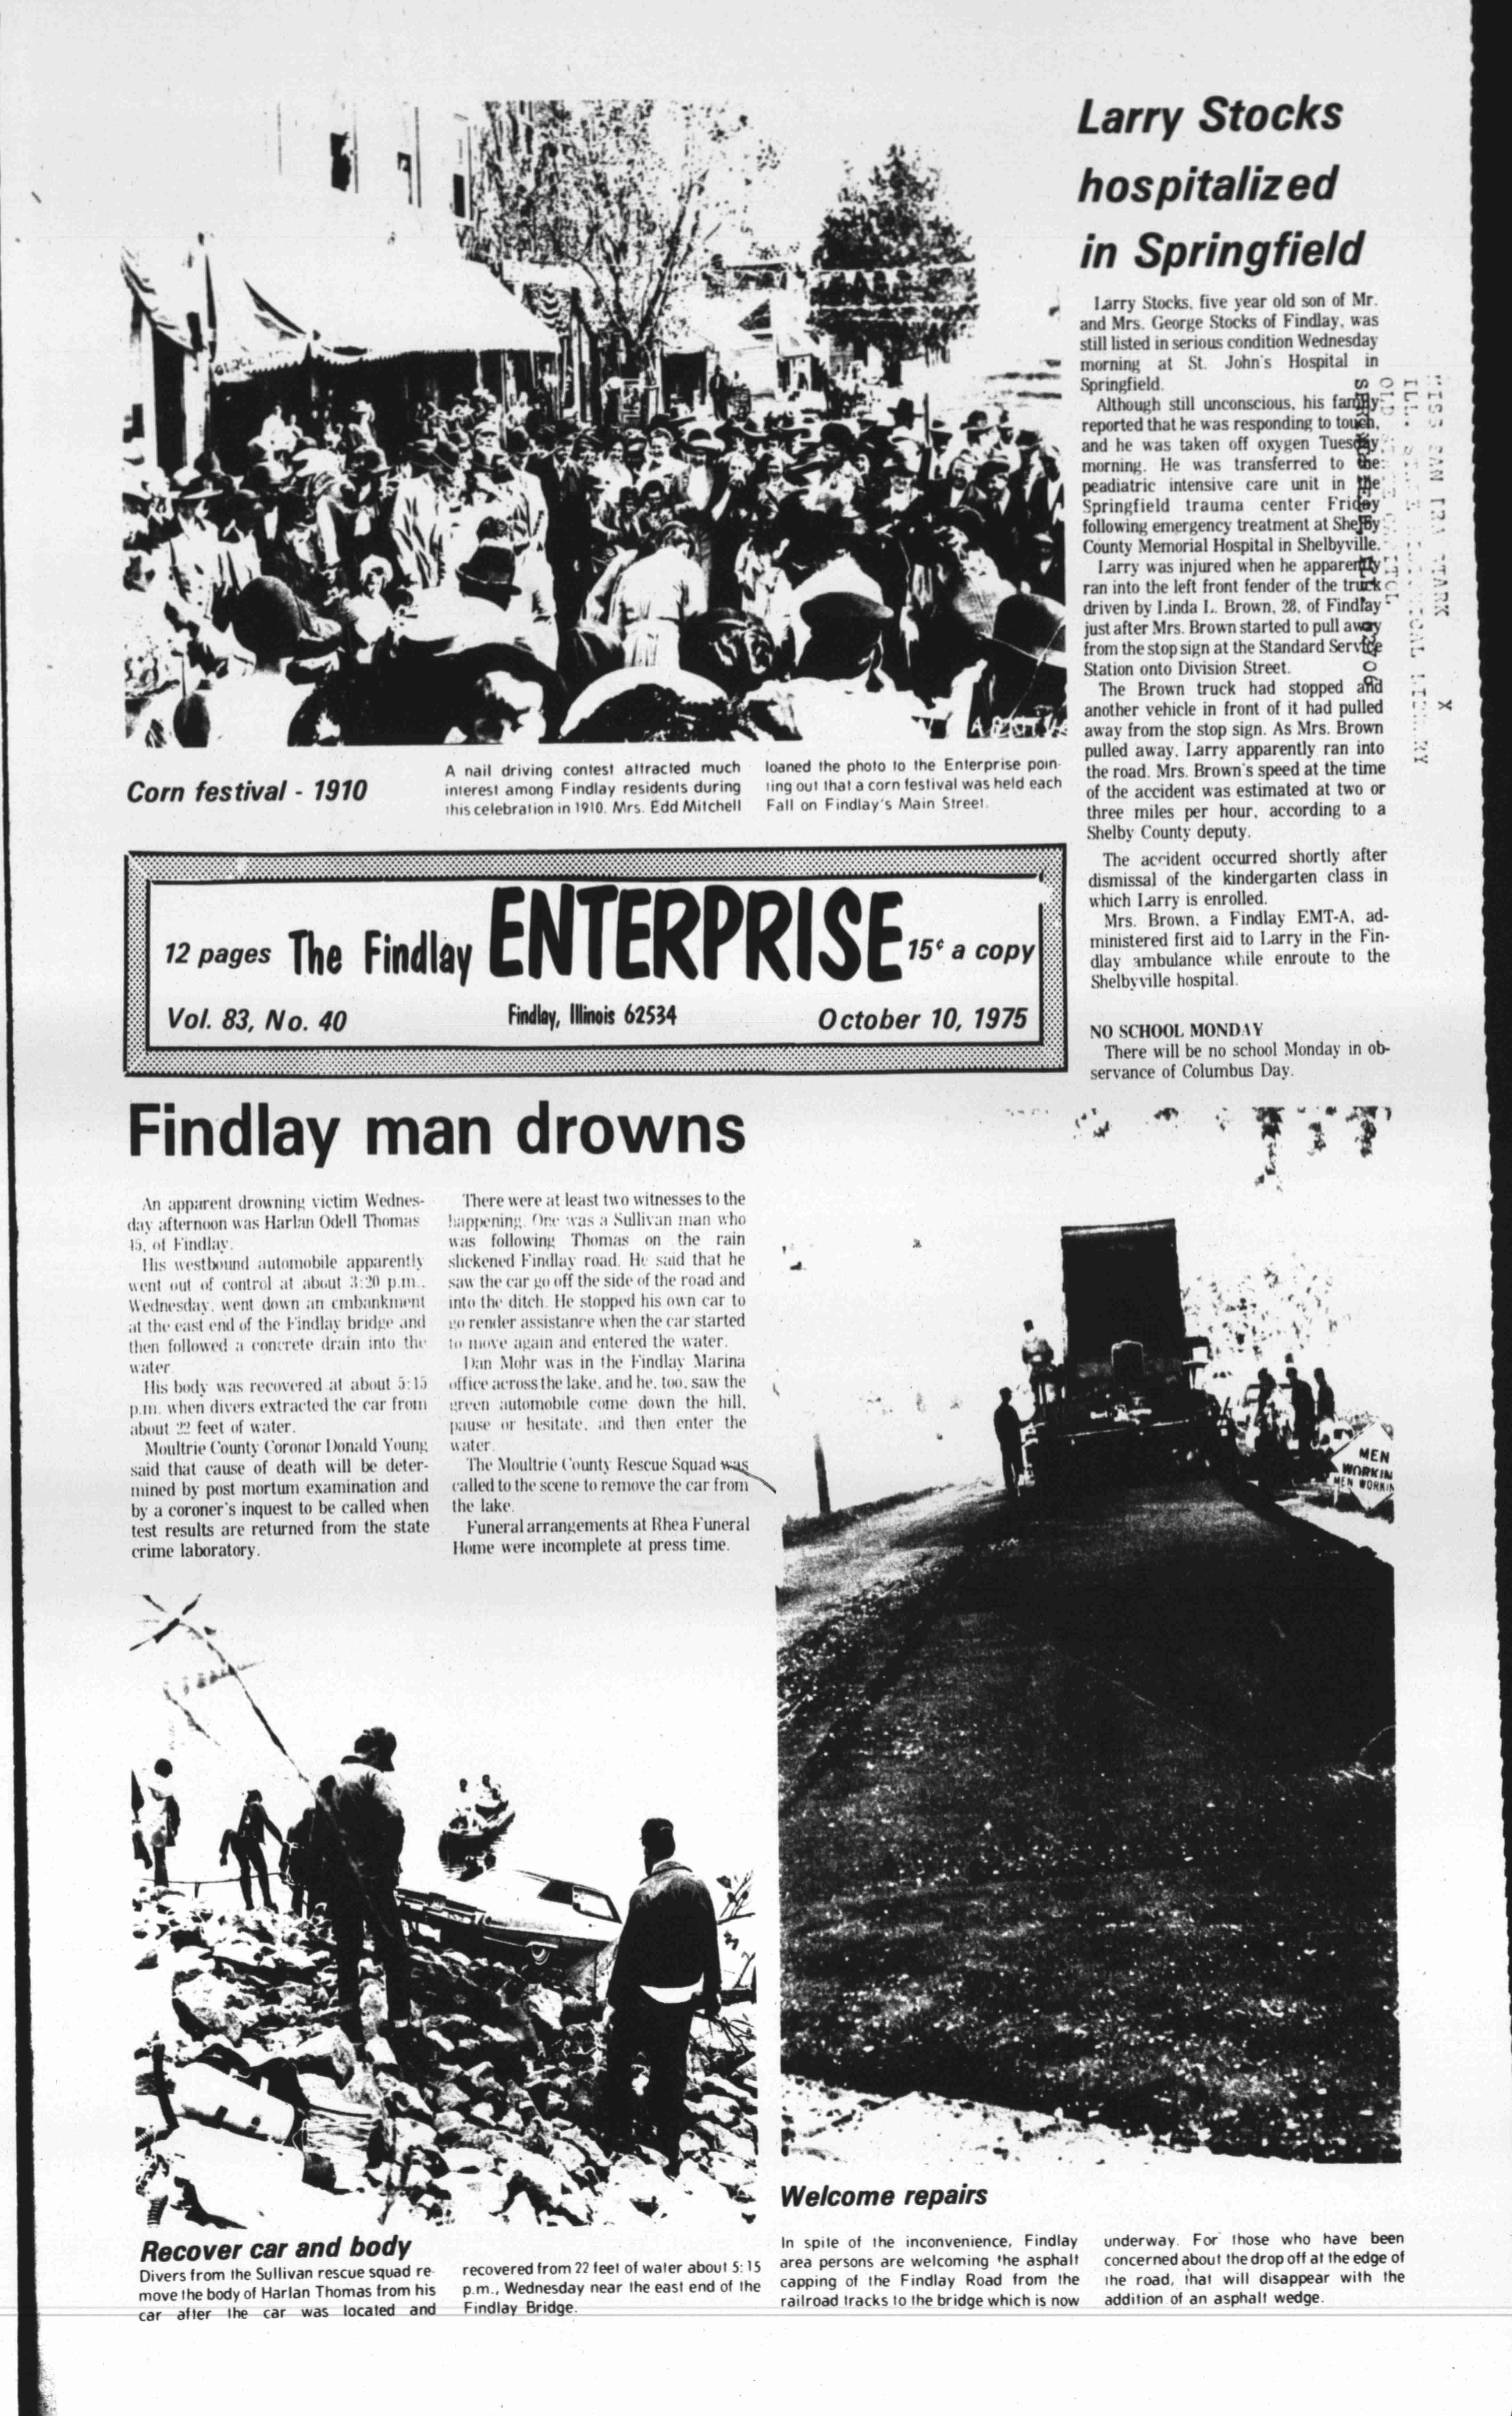 Larry Stocks
hospitalized
in Springfield
Larry Stocks, five year old son of Mr.
and Mrs. George Stocks of Findlay, was
still listed in serious condition Wednesday
morning at St. John's Hospital in
Springfield.
Although still unconscious, his family
reported that he was responding to touch,
and he was taken off oxygen Tuesday
morning. He was transferred to the
peadiatric intensive care unit in the
Springfield trauma center Friday
following emergency treatment at Shelby
County Memorial Hospital in Shelbyville.
Larry was injured when he apparently
ran into the left front fender of the truck
driven by Linda L. Brown, 28, of Findlay
just after Mrs. Brown started to pull away
from the stop sign at the Standard Service
Station onto Division Street.
The Brown truck had stopped and
another vehicle in front of it had pulled
away from the stop sign. As Mrs. Brown
pulled away, Larry apparently ran into
the road. Mrs. Brown's speed at the time
of the accident was estimated at two or
three miles per hour, according to a
Shelby County deputy.
The accident occurred shortly after
dismissal of the kindergarten class in
which Larry is enrolled.
Mrs. Brown, a Findlay EMT-A, ad-
ministered first aid to Larry in the Fin-
dlay ambulance while enroute to the
Shelbyville hospital.
NO SCHOOL MONDAY
There will be no school Monday in ob-
servance of Columbus Day.
Corn festival - 1910
A nail driving contest attracted much
interest among Findlay residents during
this celebration in 1910. Mrs. Edd Mitchell
loaned the photo to the Enterprise poin-
ting out that a corn festival was held each
Fall on Findlay's Main Street.
12 pages The Findlay ENTERPRISE 15¢ a copy
Vol. 83, No. 40 Findlay, Illinois 62534 October 10, 1975
Findlay man drowns
An apparent drowning victim Wednes-
day afternoon was Harlan Odell Thomas
of Findlay.
His westbound automobile apparently
went out of control at about 3:20 p.m.,
Wednesday, went down an embankment
at the east end of the Findlay bridge and
then followed a concrete drain into the
water.
His body was recovered at about 5:15
p.m. when divers extracted the car from
about 22 feet of water.
Moultrie County Coronor Donald Young
said that cause of death will be deter-
mined by post mortum examination and
by a coroner's inquest to be called when
test results are returned from the state
crime laboratory.
There were at least two witnesses to the
happening. One was a Sullivan man who
was following Thomas on the rain
slickened Findlay road. He said that he
saw the car go off the side of the road and
into the ditch. He stopped his own car to
go render assistance when the car started
to move again and entered the water.
Dan Mohr was in the Findlay Marina
office across the lake, and he, too, saw the
green automobile come down the hill,
pause or hesitate, and then enter the
water.
The Moultrie County Rescue Squad was
called to the scene to remove the car from
the lake.
Funeral arrangements at Rhea Funeral
Home were incomplete at press time.
MEN
WORKIN
MEN WORKIN
Recover car and body
Divers from the Sullivan rescue squad re-
move the body of Harlan Thomas from his
car after the car was located and
recovered from 22 feet of water about 5:15
p.m., Wednesday near the east end of the
Findlay Bridge.
Welcome repairs
In spite of the inconvenience, Findlay
area persons are welcoming the asphalt
capping of the Findlay Road from the
railroad tracks to the bridge which is now
underway. For those who have been
concerned about the drop off at the edge of
the road, that will disappear with the
addition of an asphalt wedge.